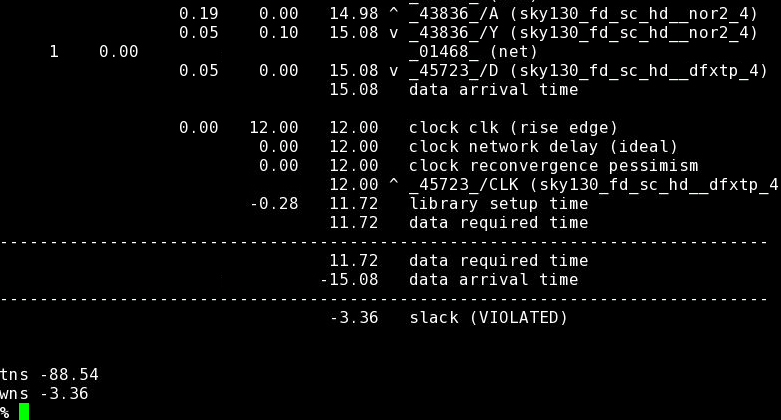 0.19 0.00 14.98 ^ _43836_/A (sky130_fd_sc_hd__nor2_4)
0.05 0.10 15.08 v _43836_/Y (sky130_fd_sc_hd__nor2_4)
1 0.00 _01468_ (net)
0.05 0.00 15.08 v _45723_/D (sky130_fd_sc_hd__dfxtp_4)
15.08 data arrival time
0.00 12.00 12.00 clock clk (rise edge)
0.00 12.00 clock network delay (ideal)
0.00 12.00 clock reconvergence pessimism
12.00 ^ _45723_/CLK (sky130_fd_sc_hd__dfxtp_4
-0.28 11.72 library setup time
11.72 data required time
-----------------------------------------------------------------------------
11.72 data required time
-15.08 data arrival time
-----------------------------------------------------------------------------
-3.36 slack (VIOLATED)
tns -88.54
wns -3.36
%